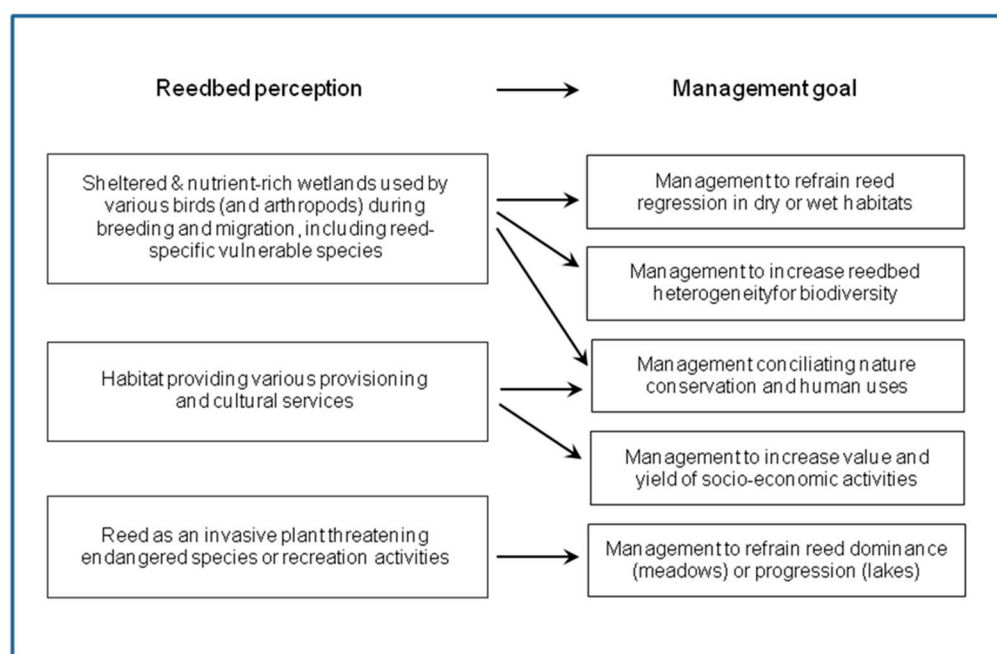 Reedbed perception
Management goal
Sheltered & nutrient-rich wetlands used by
various birds (and arthropods) during
breeding and migration, including reed-
specific vulnerable species
Habitat providing various provisioning
and cultural services
Reed as an invasive plant threatening
endangered species or recreation activities
Management to refrain reed
regression in dry or wet habitats
Management to increase reedbed
heterogeneityfor biodiversity
Management conciliating nature
conservation and human uses
Management to increase value and
yield of socio-economic activities
Management to refrain reed dominance
(meadows) or progression (lakes)